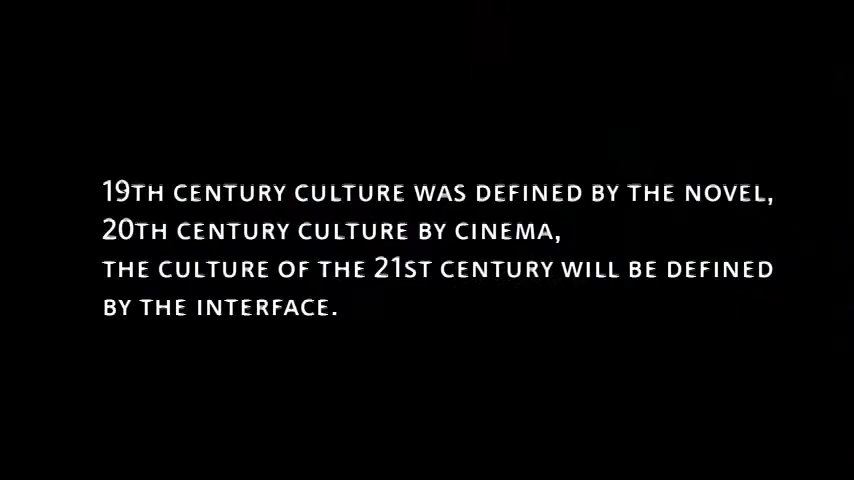 19TH CENTURY CULTURE WAS DEFINED BY THE NOVEL,
20TH CENTURY CULTURE BY CINEMA,
THE CULTURE OF THE 21ST CENTURY WILL BE DEFINED
BY THE INTERFACE.